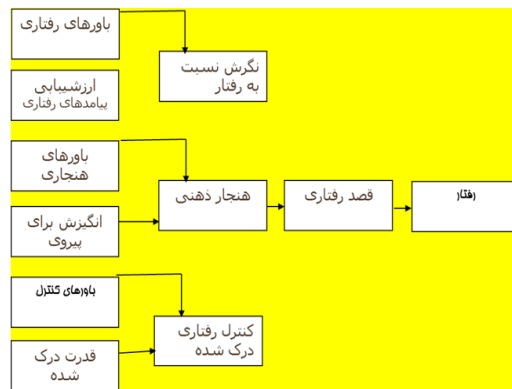 باورهای رفتاری
نگرش نسبت
به رفتار
ارزشیبابی
پیامدهای رفتاری
باورهای
هنجاری
هنجار ذهنی
قصد رفتاری
رفتار
انگیزش برای
پیروی
باورهای کنترل
کنترل رفتاری
درک شده
قدرت درک
شده